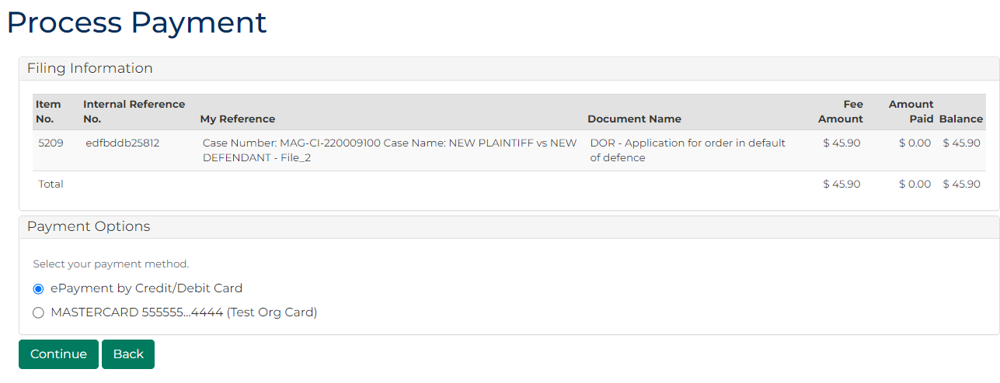 Process Payment
Filing Information
Item No. Internal Reference No. My Reference Document Name Fee Amount Amount Paid Balance
5209 edfbddb25812 Case Number: MAG-CI-220009100 Case Name: NEW PLAINTIFF vs NEW DOR - Application for order in default $ 45.90 $ 0.00 $ 45.90
DEFENDANT - File_2 of defence
Total $ 45.90 $ 0.00 $ 45.90
Payment Options
Select your payment method.
ePayment by Credit/Debit Card
MASTERCARD 555555...4444 (Test Org Card)
Continue Back